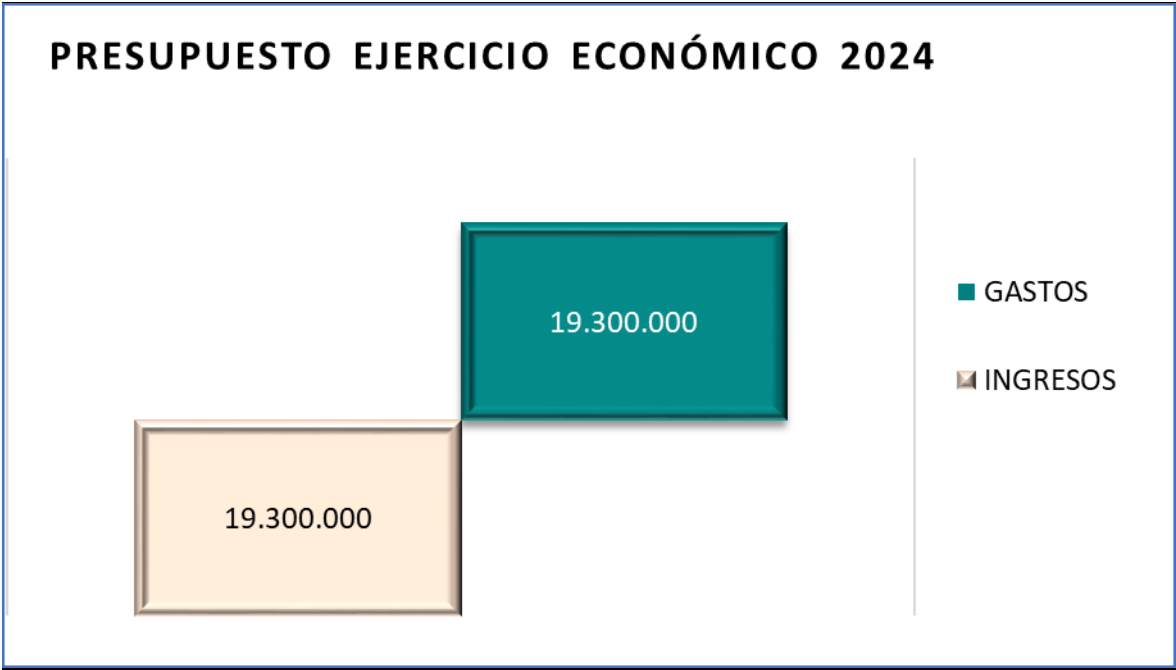 PRESUPUESTO EJERCICIO ECONÓMICO 2024
19.300.000
19.300.000
GASTOS
INGRESOS